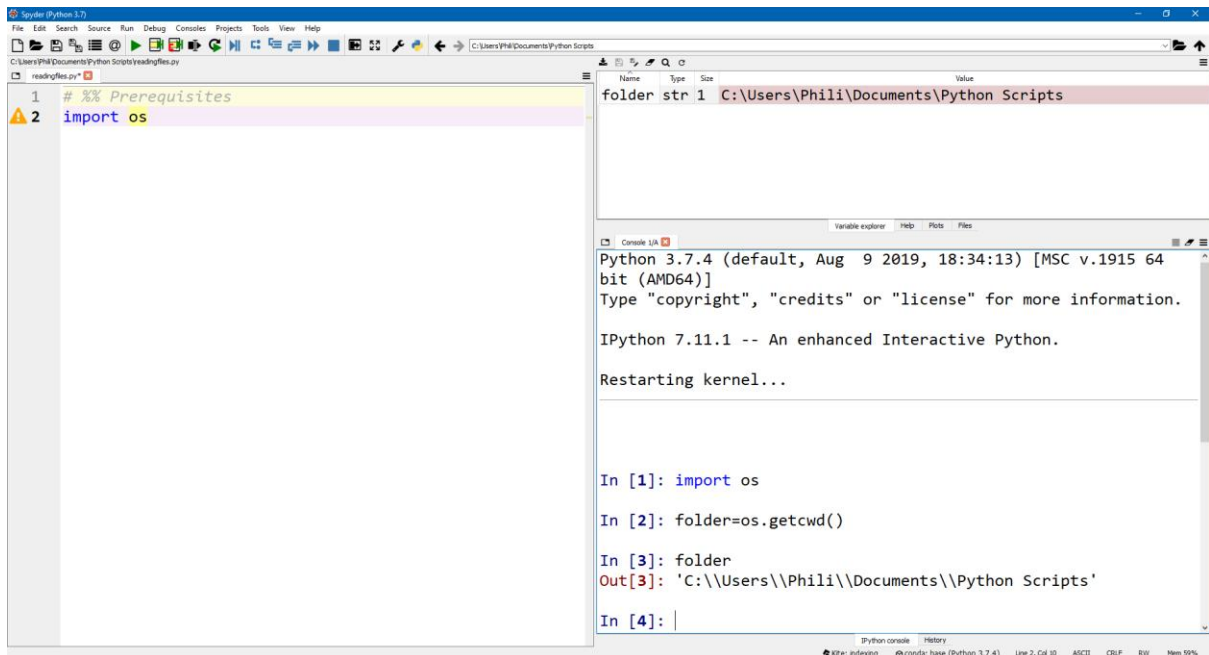 Spyder (Python 3.7)
File Edit Search Source Run Debug Consoles Projects Tools View Help
C:\Users\Phili\Documents\Python Scripts
C:\Users\Phili\Documents\Python Scripts\readingfiles.py
readingfiles.py*
1 # %% Prerequisites
2 import os
Name Type Size Value
folder str 1 C:\Users\Phili\Documents\Python Scripts
Variable explorer Help Plots Files
Console 1/A
Python 3.7.4 (default, Aug  9 2019, 18:34:13) [MSC v.1915 64
bit (AMD64)]
Type "copyright", "credits" or "license" for more information.
IPython 7.11.1 -- An enhanced Interactive Python.
Restarting kernel...
In [1]: import os
In [2]: folder=os.getcwd()
In [3]: folder
Out[3]: 'C:\\Users\\Phili\\Documents\\Python Scripts'
In [4]:
IPython console History
Kite: indexing conda: base (Python 3.7.4) Line 2, Col 10 ASCII CRLF RW Mem 59%